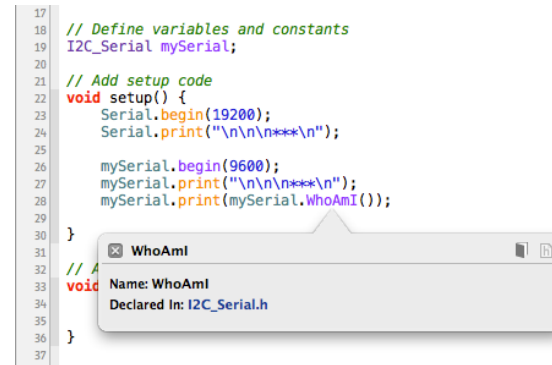 17
18 // Define variables and constants
19 I2C_Serial mySerial;
20
21 // Add setup code
22 void setup() {
23 Serial.begin(19200);
24 Serial.print("\n\n\n***\n");
25
26 mySerial.begin(9600);
27 mySerial.print("\n\n\n***\n");
28 mySerial.print(mySerial.WhoAmI());
29
30 }
31
WhoAmI
32 // A
33 void
Name: WhoAmI
34
Declared In: I2C_Serial.h
35
36 }
37